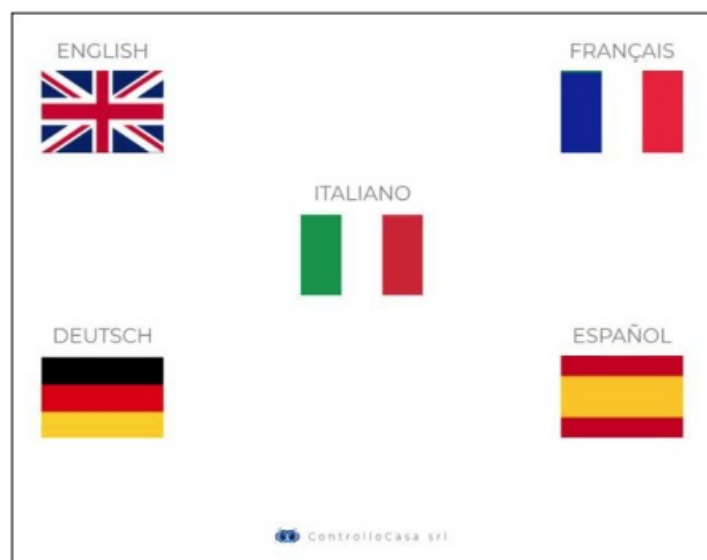 ENGLISH
FRANÇAIS
ITALIANO
DEUTSCH
ESPAÑOL
ControlloCasa srl